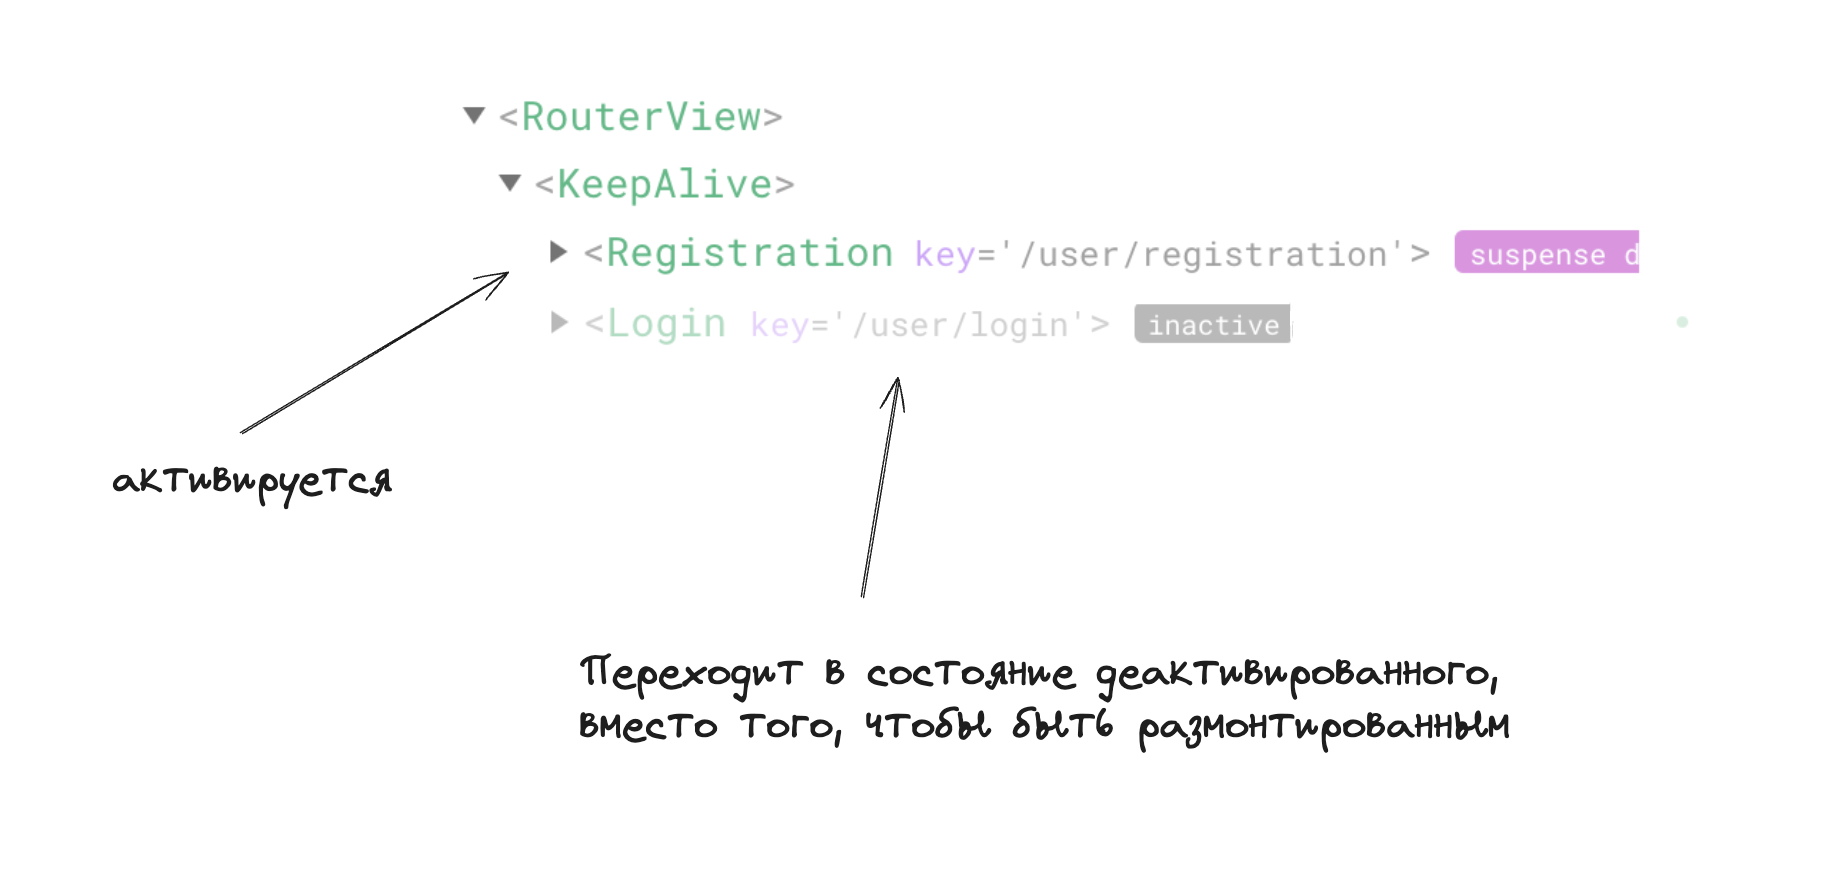 <RouterView>
<KeepAlive>
<Registration key='/user/registration'> suspense d
<Login key='/user/login'> inactive
активируется
Переходит в состояние деактивированного,
вместо того, чтобы быть размонтированным